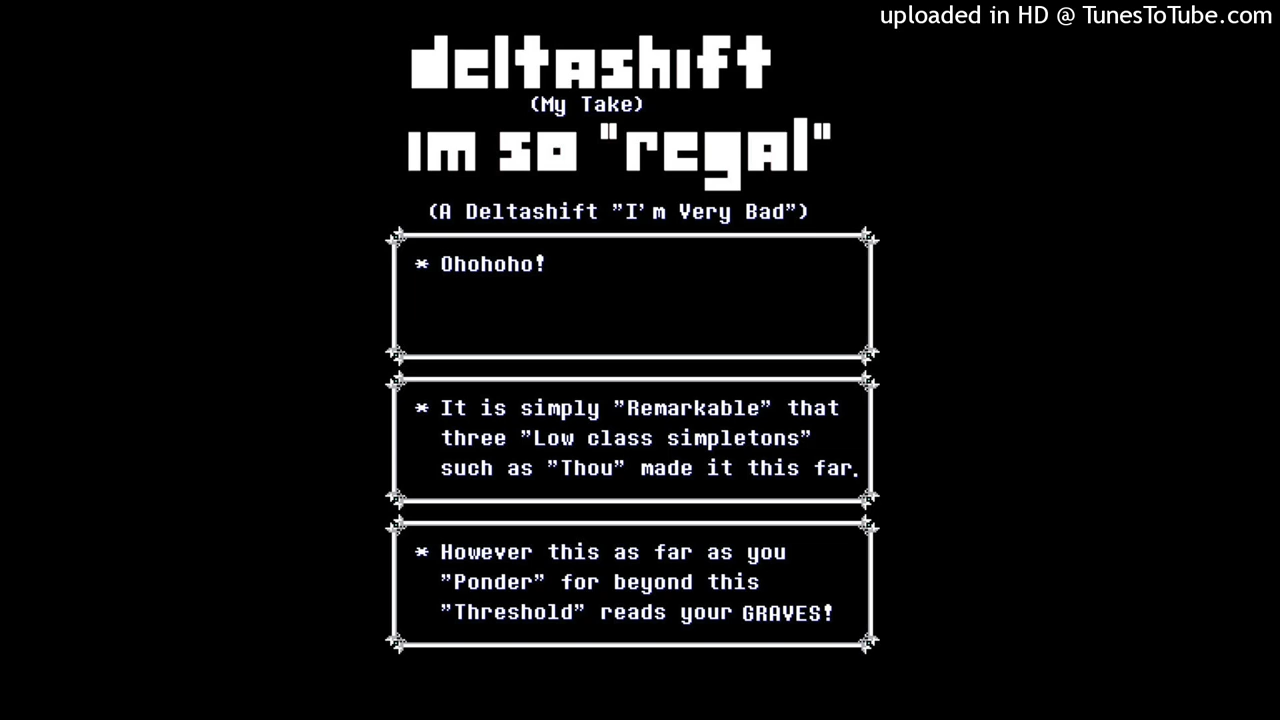 uploaded in HD @ TunesToTube.com
deltashift
(My Take)
im so "regal"
(A Deltashift "I'm Very Bad")
* Ohohoho!
* It is simply "Remarkable" that
three "Low class simpletons"
such as "Thou" made it this far.
* However this as far as you
"Ponder" for beyond this
"Threshold" reads your GRAVES!